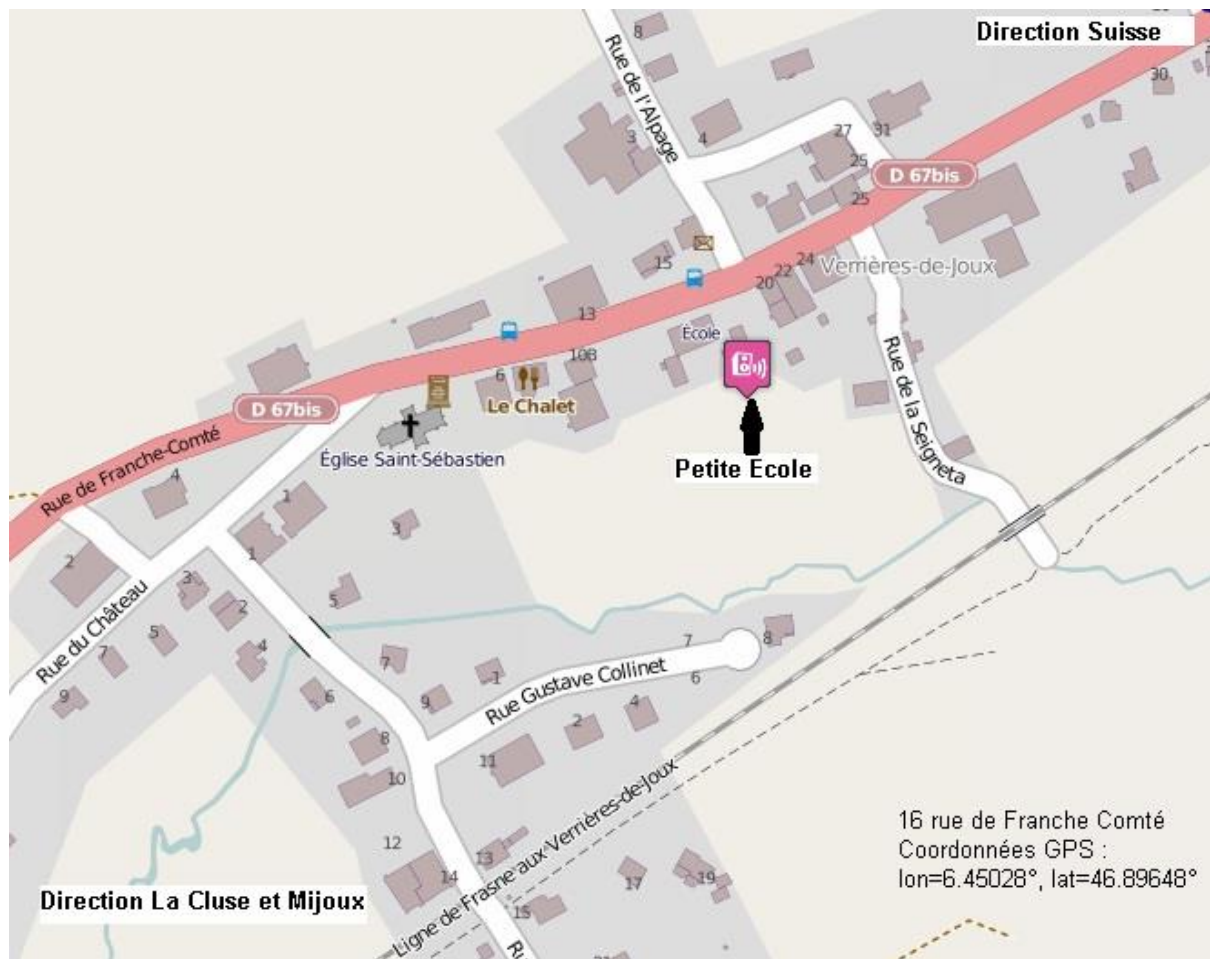 Direction Suisse
8
Rue de l'Alpage
30
3
4
27
31
25
D 67bis
25
15
24
22
20
Verrières-de-Joux
13
École
10B
6
Le Chalet
D 67bis
Rue de la Seigneta
Rue de Franche-Comté
Église Saint-Sébastien
Petite Ecole
4
1
3
1
2
3
5
2
Rue du Château
5
4
7
7
7
8
9
6
9
1
Rue Gustave Collinet
6
4
2
8
11
10
Ligne de Frasne aux Verrières-de-Joux
16 rue de Franche Comté
Coordonnées GPS :
lon=6.45028°, lat=46.89648°
12
13
14
17
19
15
Direction La Cluse et Mijoux